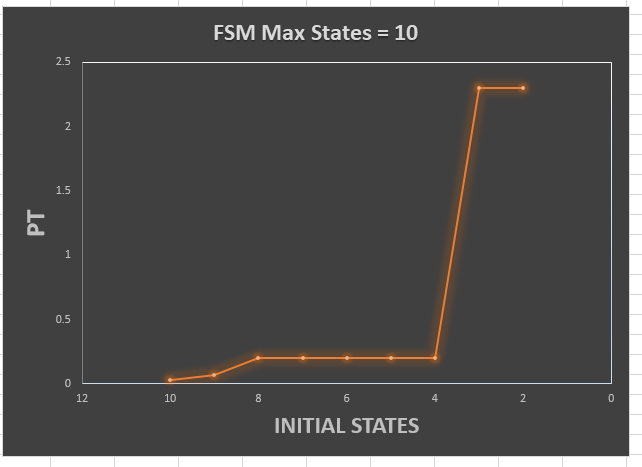 FSM Max States = 10
2.5
2
1.5
1
0.5
0
PT
12 10 8 6 4 2 0
INITIAL STATES